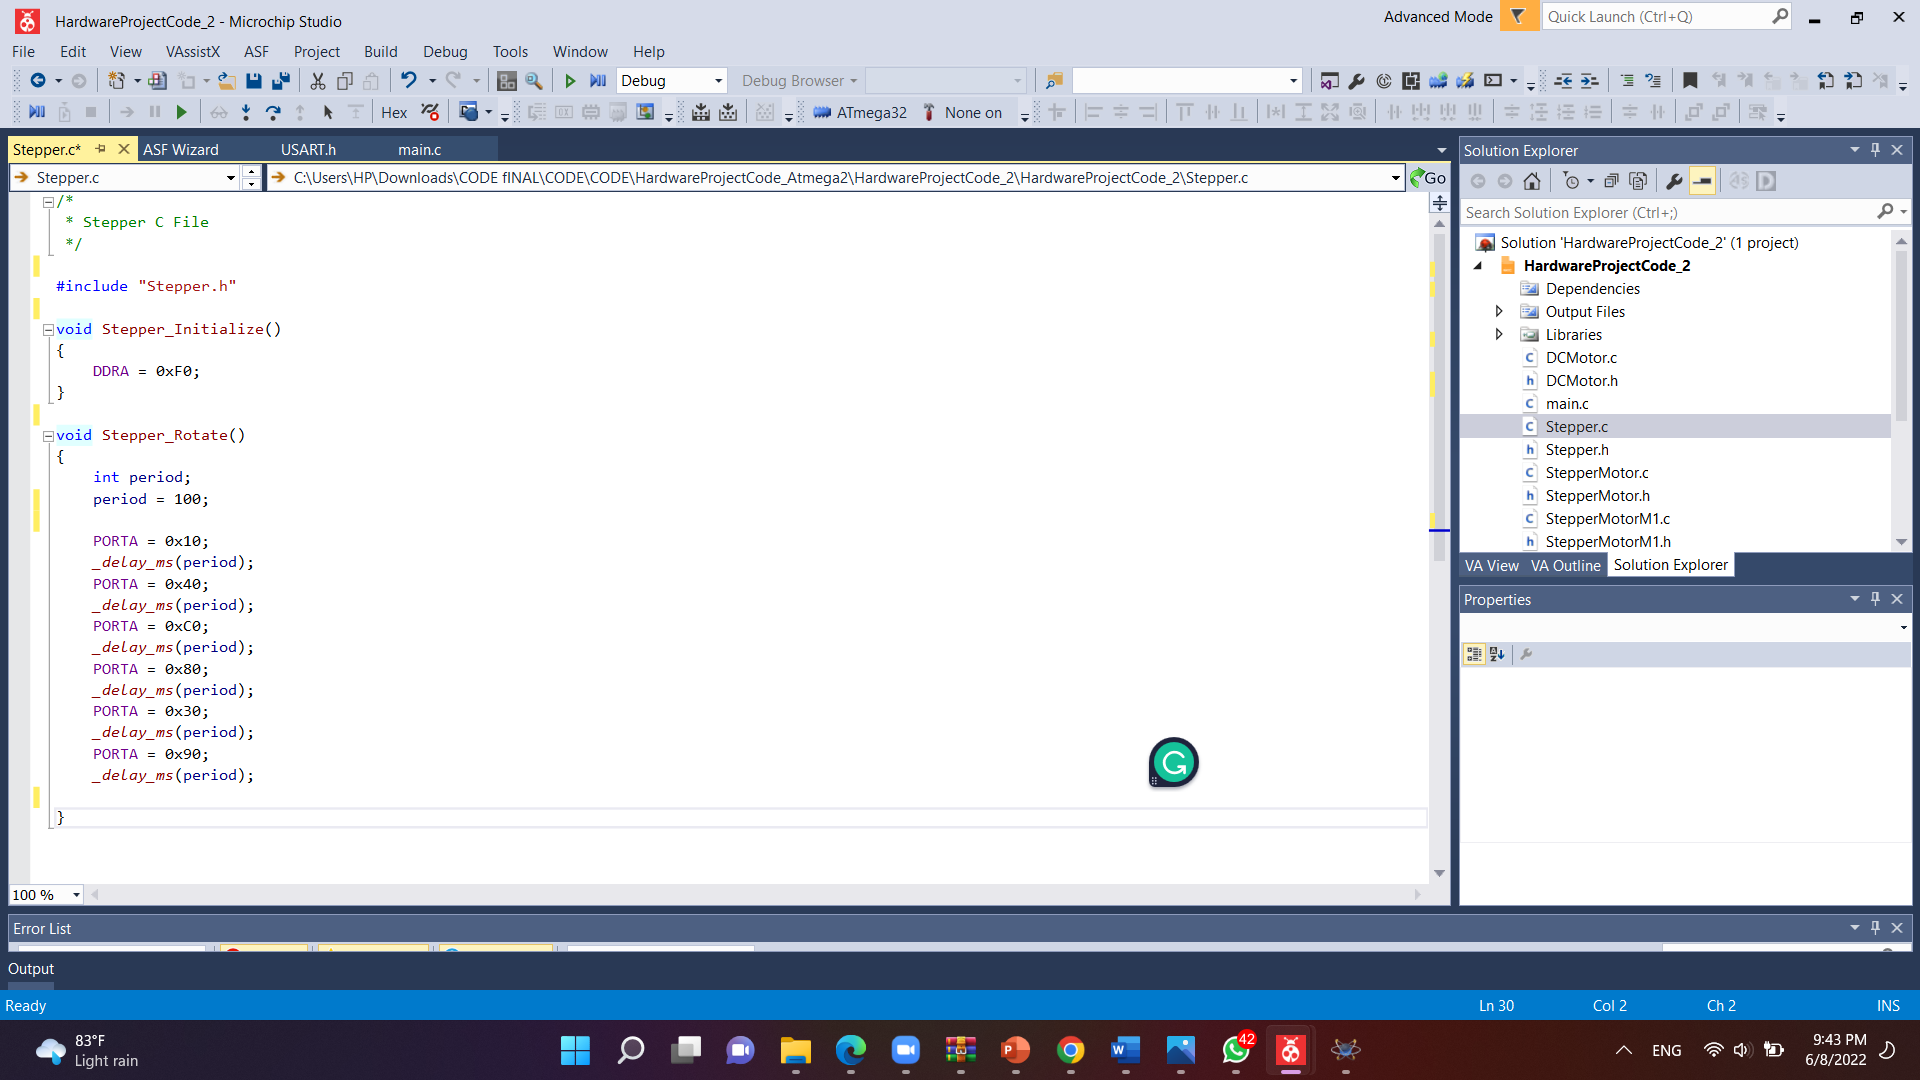 HardwareProjectCode_2 - Microchip Studio
Advanced Mode
Quick Launch (Ctrl+Q)
File Edit View VAssistX ASF Project Build Debug Tools Window Help
Debug
Debug Browser
Hex
ATmega32
None on
Stepper.c*
ASF Wizard
USART.h
main.c
Stepper.c
C:\Users\HP\Downloads\CODE fINAL\CODE\CODE\HardwareProjectCode_Atmega2\HardwareProjectCode_2\HardwareProjectCode_2\Stepper.c
Go
/*
* Stepper C File
*/
#include "Stepper.h"
void Stepper_Initialize()
{
DDRA = 0xF0;
}
void Stepper_Rotate()
{
int period;
period = 100;
PORTA = 0x10;
_delay_ms(period);
PORTA = 0x40;
_delay_ms(period);
PORTA = 0xC0;
_delay_ms(period);
PORTA = 0x80;
_delay_ms(period);
PORTA = 0x30;
_delay_ms(period);
PORTA = 0x90;
_delay_ms(period);
}
100 %
Solution Explorer
Search Solution Explorer (Ctrl+;)
Solution 'HardwareProjectCode_2' (1 project)
HardwareProjectCode_2
Dependencies
Output Files
Libraries
DCMotor.c
DCMotor.h
main.c
Stepper.c
Stepper.h
StepperMotor.c
StepperMotor.h
StepperMotorM1.c
StepperMotorM1.h
VA View VA Outline Solution Explorer
Properties
Error List
Output
Ready
Ln 30
Col 2
Ch 2
INS
83°F
Light rain
42
ENG
9:43 PM
6/8/2022